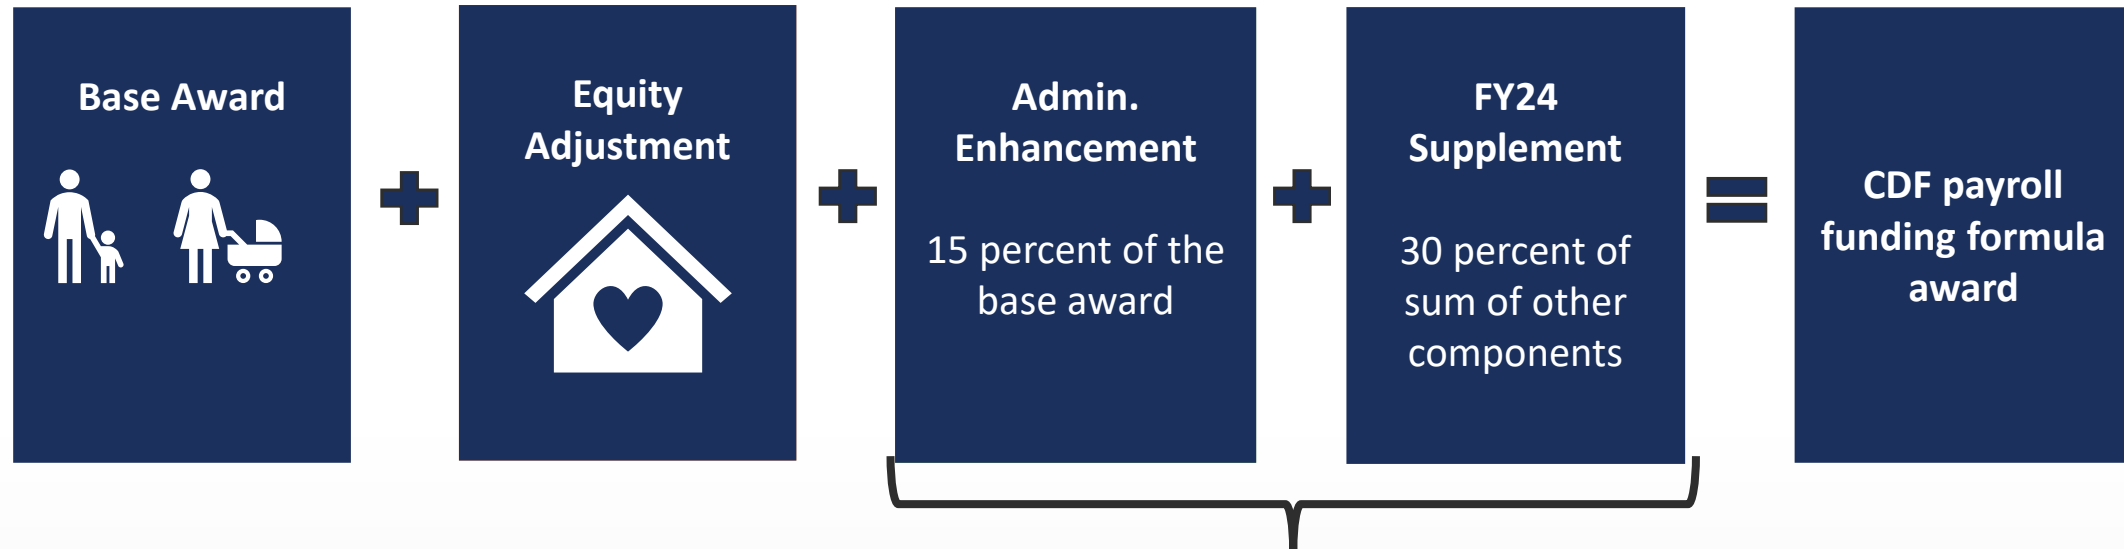 Base Award
Equity
Adjustment
Admin.
Enhancement
15 percent of the
base award
FY24
Supplement
30 percent of
sum of other
components
CDF payroll
funding formula
award